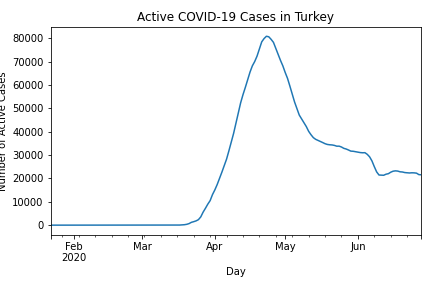 Active COVID-19 Cases in Turkey
Number of Active Cases
80000
70000
60000
50000
40000
30000
20000
10000
0
Feb Mar Apr May Jun
2020
Day